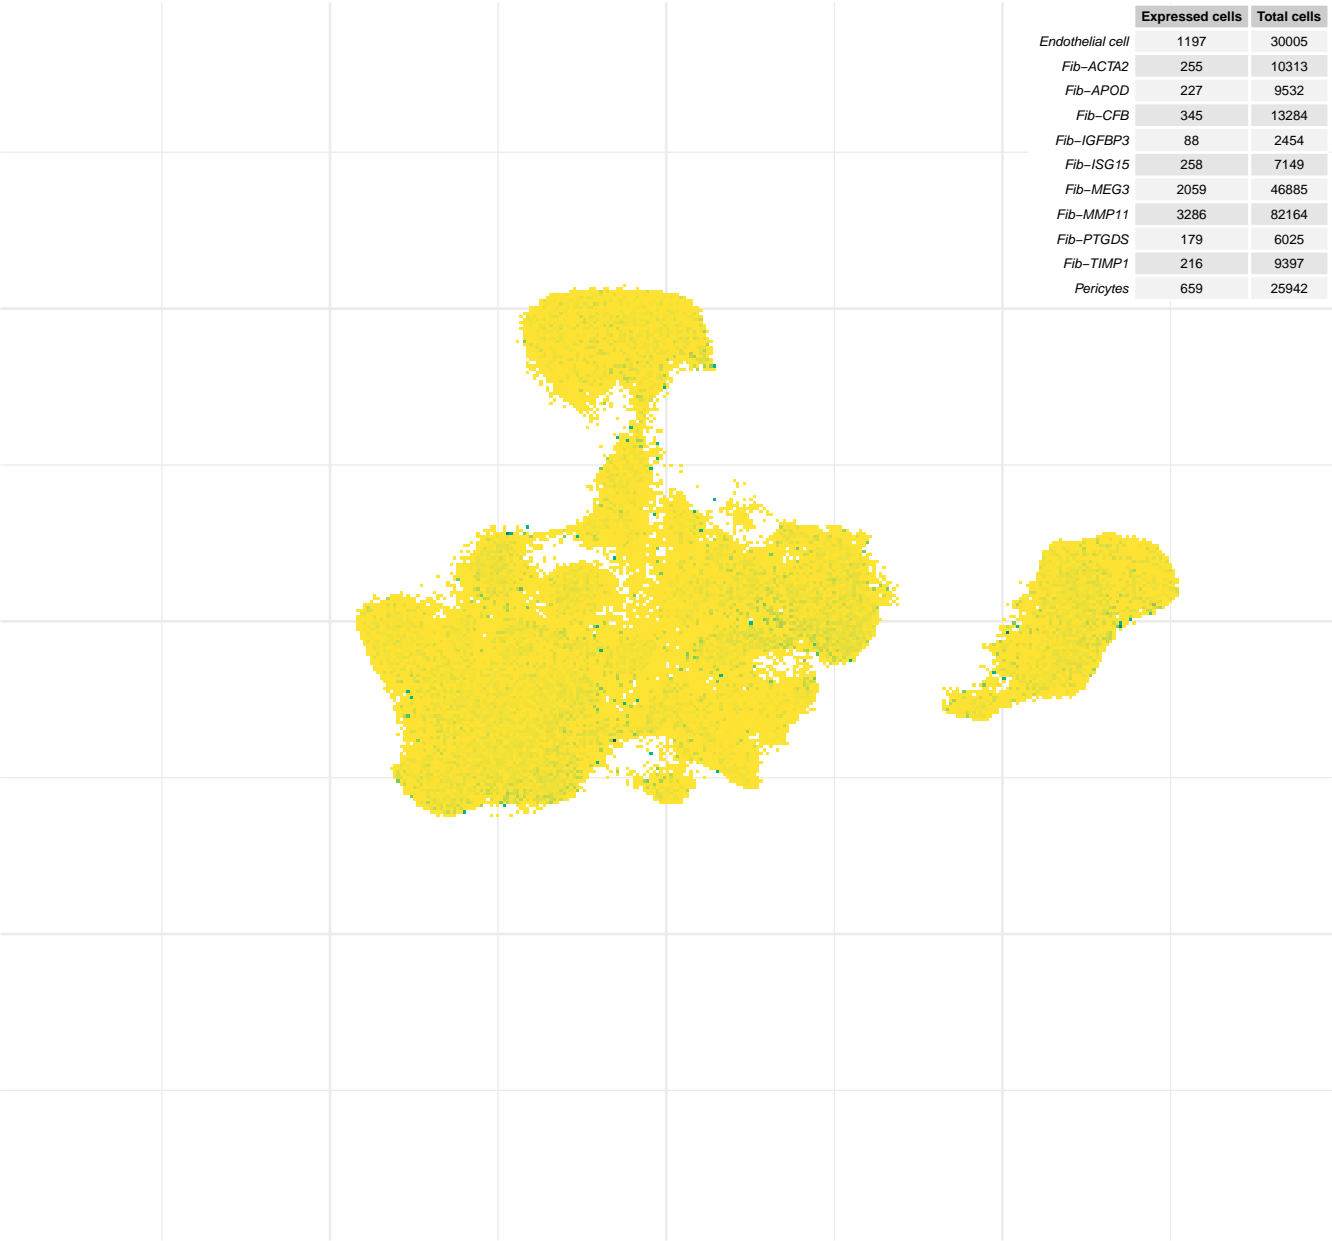 Expressed cells Total cells
Endothelial cell 1197 30005
Fib−ACTA2 255 10313
Fib−APOD 227 9532
Fib−CFB 345 13284
Fib−IGFBP3 88 2454
Fib−ISG15 258 7149
Fib−MEG3 2059 46885
Fib−MMP11 3286 82164
Fib−PTGDS 179 6025
Fib−TIMP1 216 9397
Pericytes 659 25942